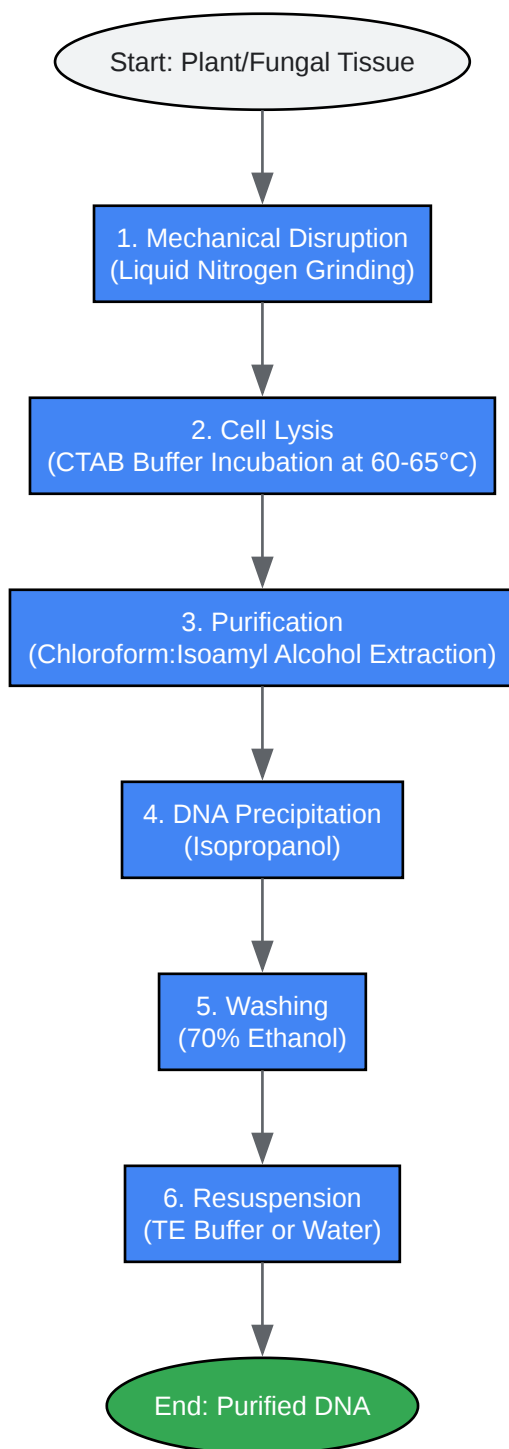 Start: Plant/Fungal Tissue
1. Mechanical Disruption
(Liquid Nitrogen Grinding)
2. Cell Lysis
(CTAB Buffer Incubation at 60-65°C)
3. Purification
(Chloroform:Isoamyl Alcohol Extraction)
4. DNA Precipitation
(Isopropanol)
5. Washing
(70% Ethanol)
6. Resuspension
(TE Buffer or Water)
End: Purified DNA